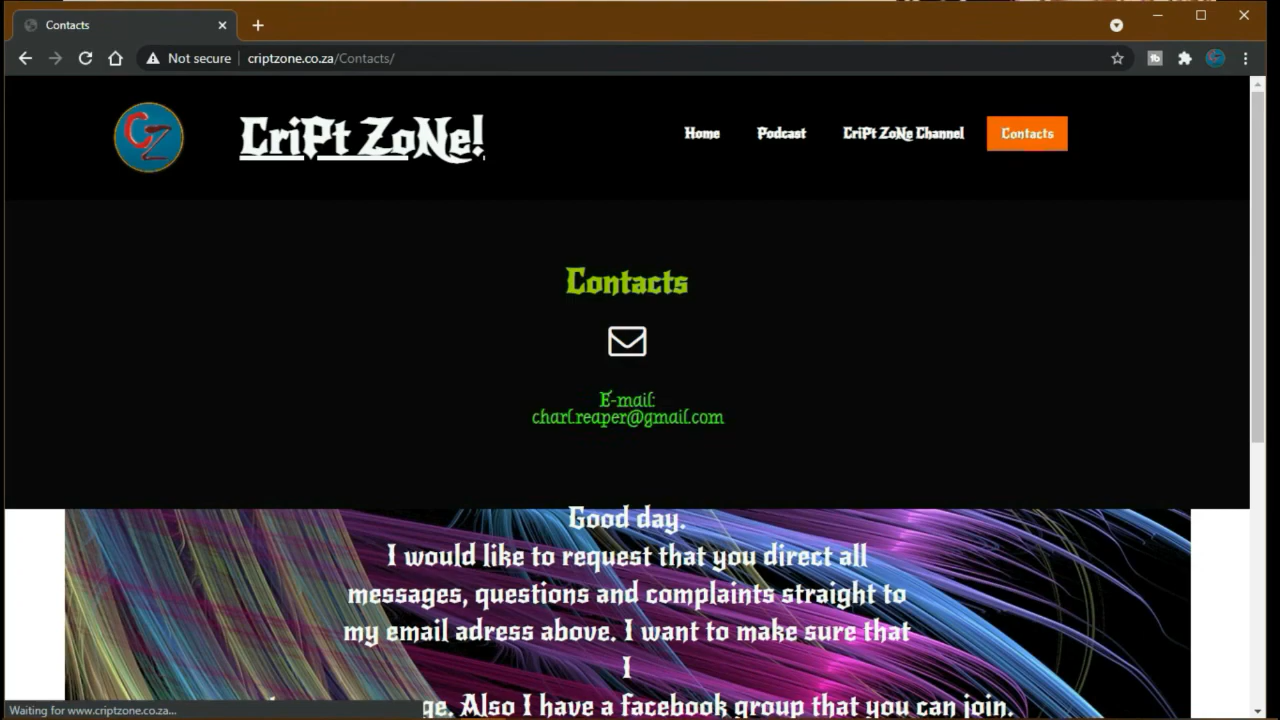 Contacts
Not secure
criptzone.co.za/Contacts/
CZ
CriPt ZoNe!
Home
Podcast
CriPt ZoNe Channel
Contacts
Contacts
E-mail:
charl.reaper@gmail.com
Good day.
I would like to request that you direct all
messages, questions and complaints straight to
my email adress above. I want to make sure that
I
ge. Also I have a facebook group that you can join.
Waiting for www.criptzone.co.za...